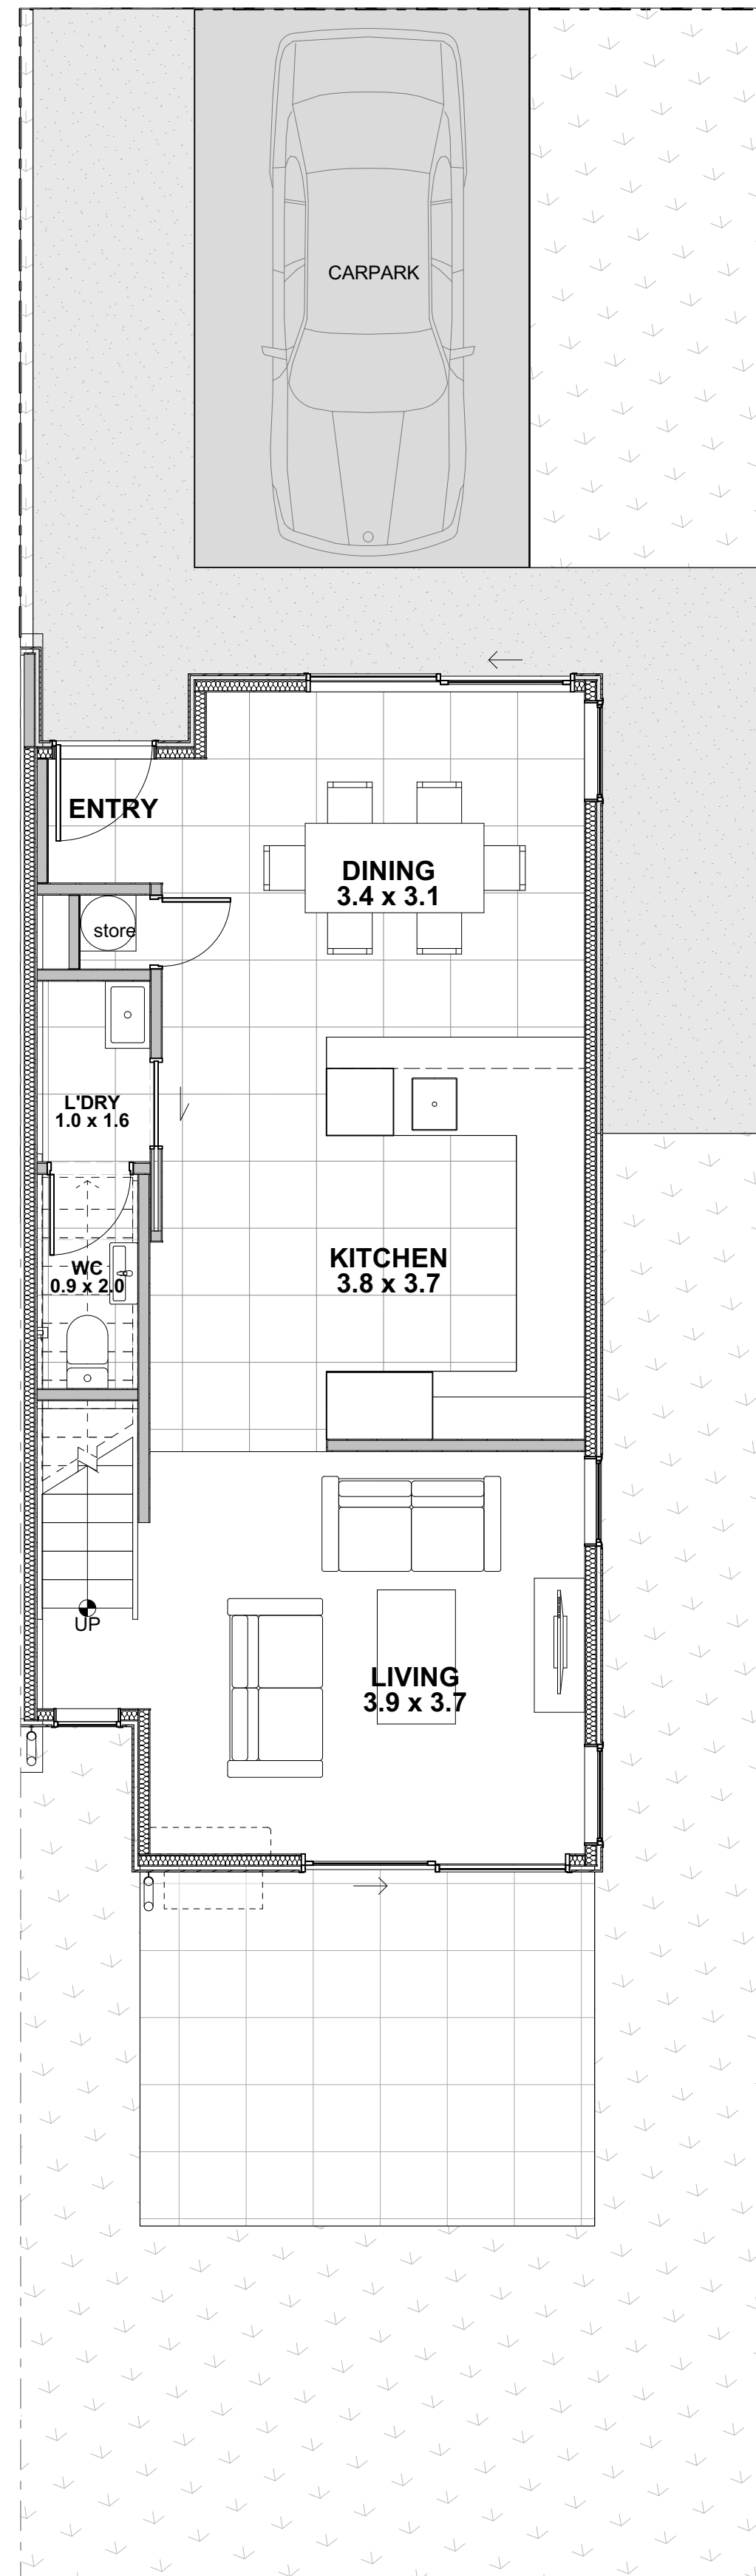 CARPARK
ENTRY
DINING
3.4 x 3.1
store
L'DRY
1.0 x 1.6
KITCHEN
3.8 x 3.7
WC
0.9 x 2.0
UP
LIVING
3.9 x 3.7